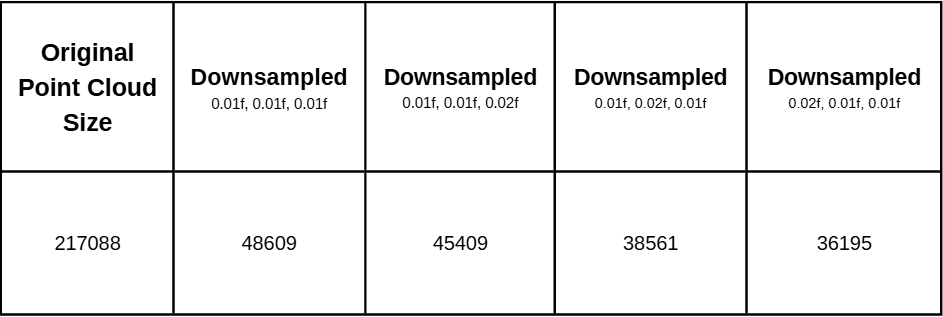 Original
Point Cloud
Size
Downsampled
0.01f, 0.01f, 0.01f
Downsampled
0.01f, 0.01f, 0.02f
Downsampled
0.01f, 0.02f, 0.01f
Downsampled
0.02f, 0.01f, 0.01f
217088
48609
45409
38561
36195